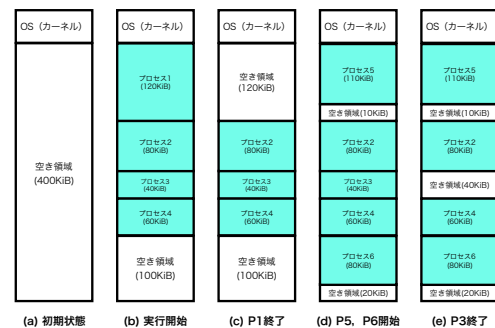 OS（カーネル）
空き領域
(400KiB)
(a) 初期状態
OS（カーネル）
プロセス1
(120KiB)
プロセス2
(80KiB)
プロセス3
(40KiB)
プロセス4
(60KiB)
空き領域
(100KiB)
(b) 実行開始
OS（カーネル）
空き領域
(120KiB)
プロセス2
(80KiB)
プロセス3
(40KiB)
プロセス4
(60KiB)
空き領域
(100KiB)
(c) P1終了
OS（カーネル）
プロセス5
(110KiB)
空き領域(10KiB)
プロセス2
(80KiB)
プロセス3
(40KiB)
プロセス4
(60KiB)
プロセス6
(80KiB)
空き領域(20KiB)
(d) P5，P6開始
OS（カーネル）
プロセス5
(110KiB)
空き領域(10KiB)
プロセス2
(80KiB)
空き領域(40KiB)
プロセス4
(60KiB)
プロセス6
(80KiB)
空き領域(20KiB)
(e) P3終了